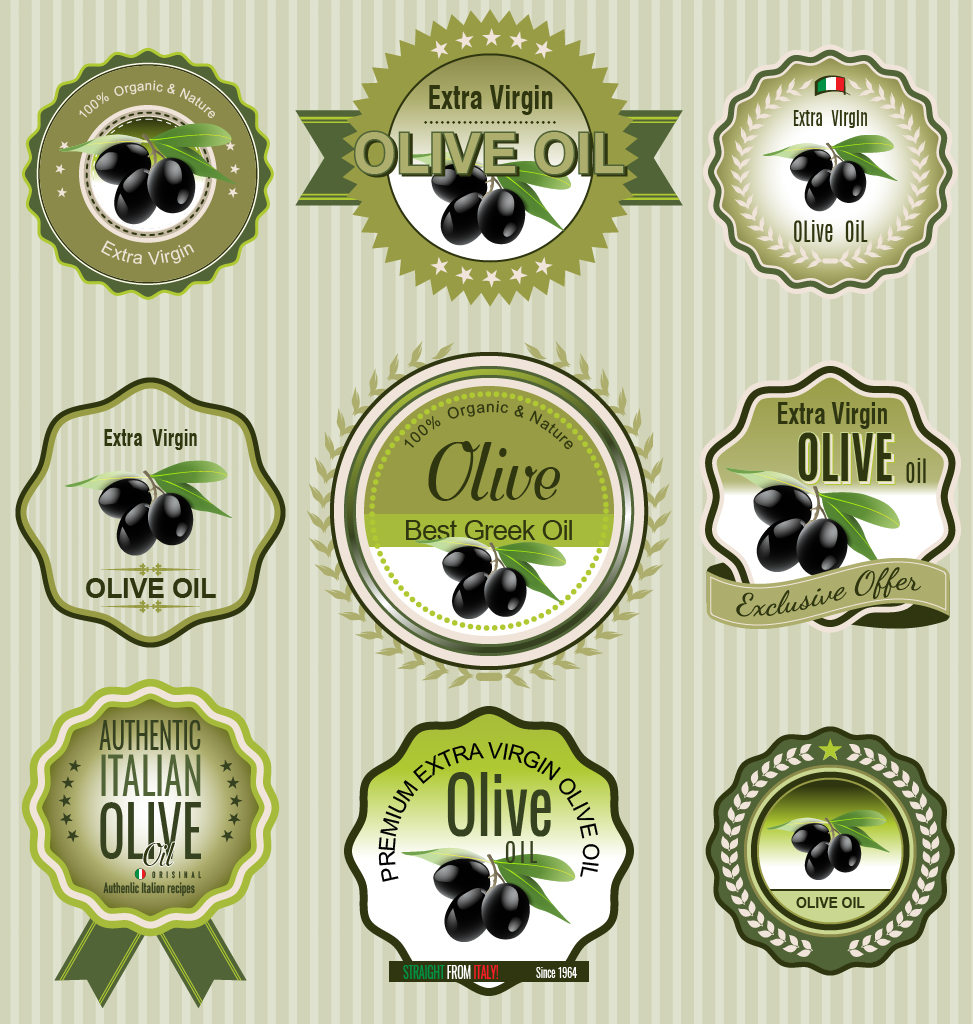 100% Organic & Nature
Extra Virgin
Extra Virgin
OLIVE OIL
Extra VirgIn
OLive OiL
Extra Virgin
OLIVE OIL
100% Organic & Nature
Olive
Best Greek Oil
Extra Virgin
OLIVE oil
Exclusive Offer
AUTHENTIC
ITALIAN
OLIVE
Oil
ORISINAL
Authentic Italian recipes
PREMIUM EXTRA VIRGIN OLIVE OIL
Olive
OIL
STRAIGHT FROM ITALY! Since 1964
OLIVE OIL